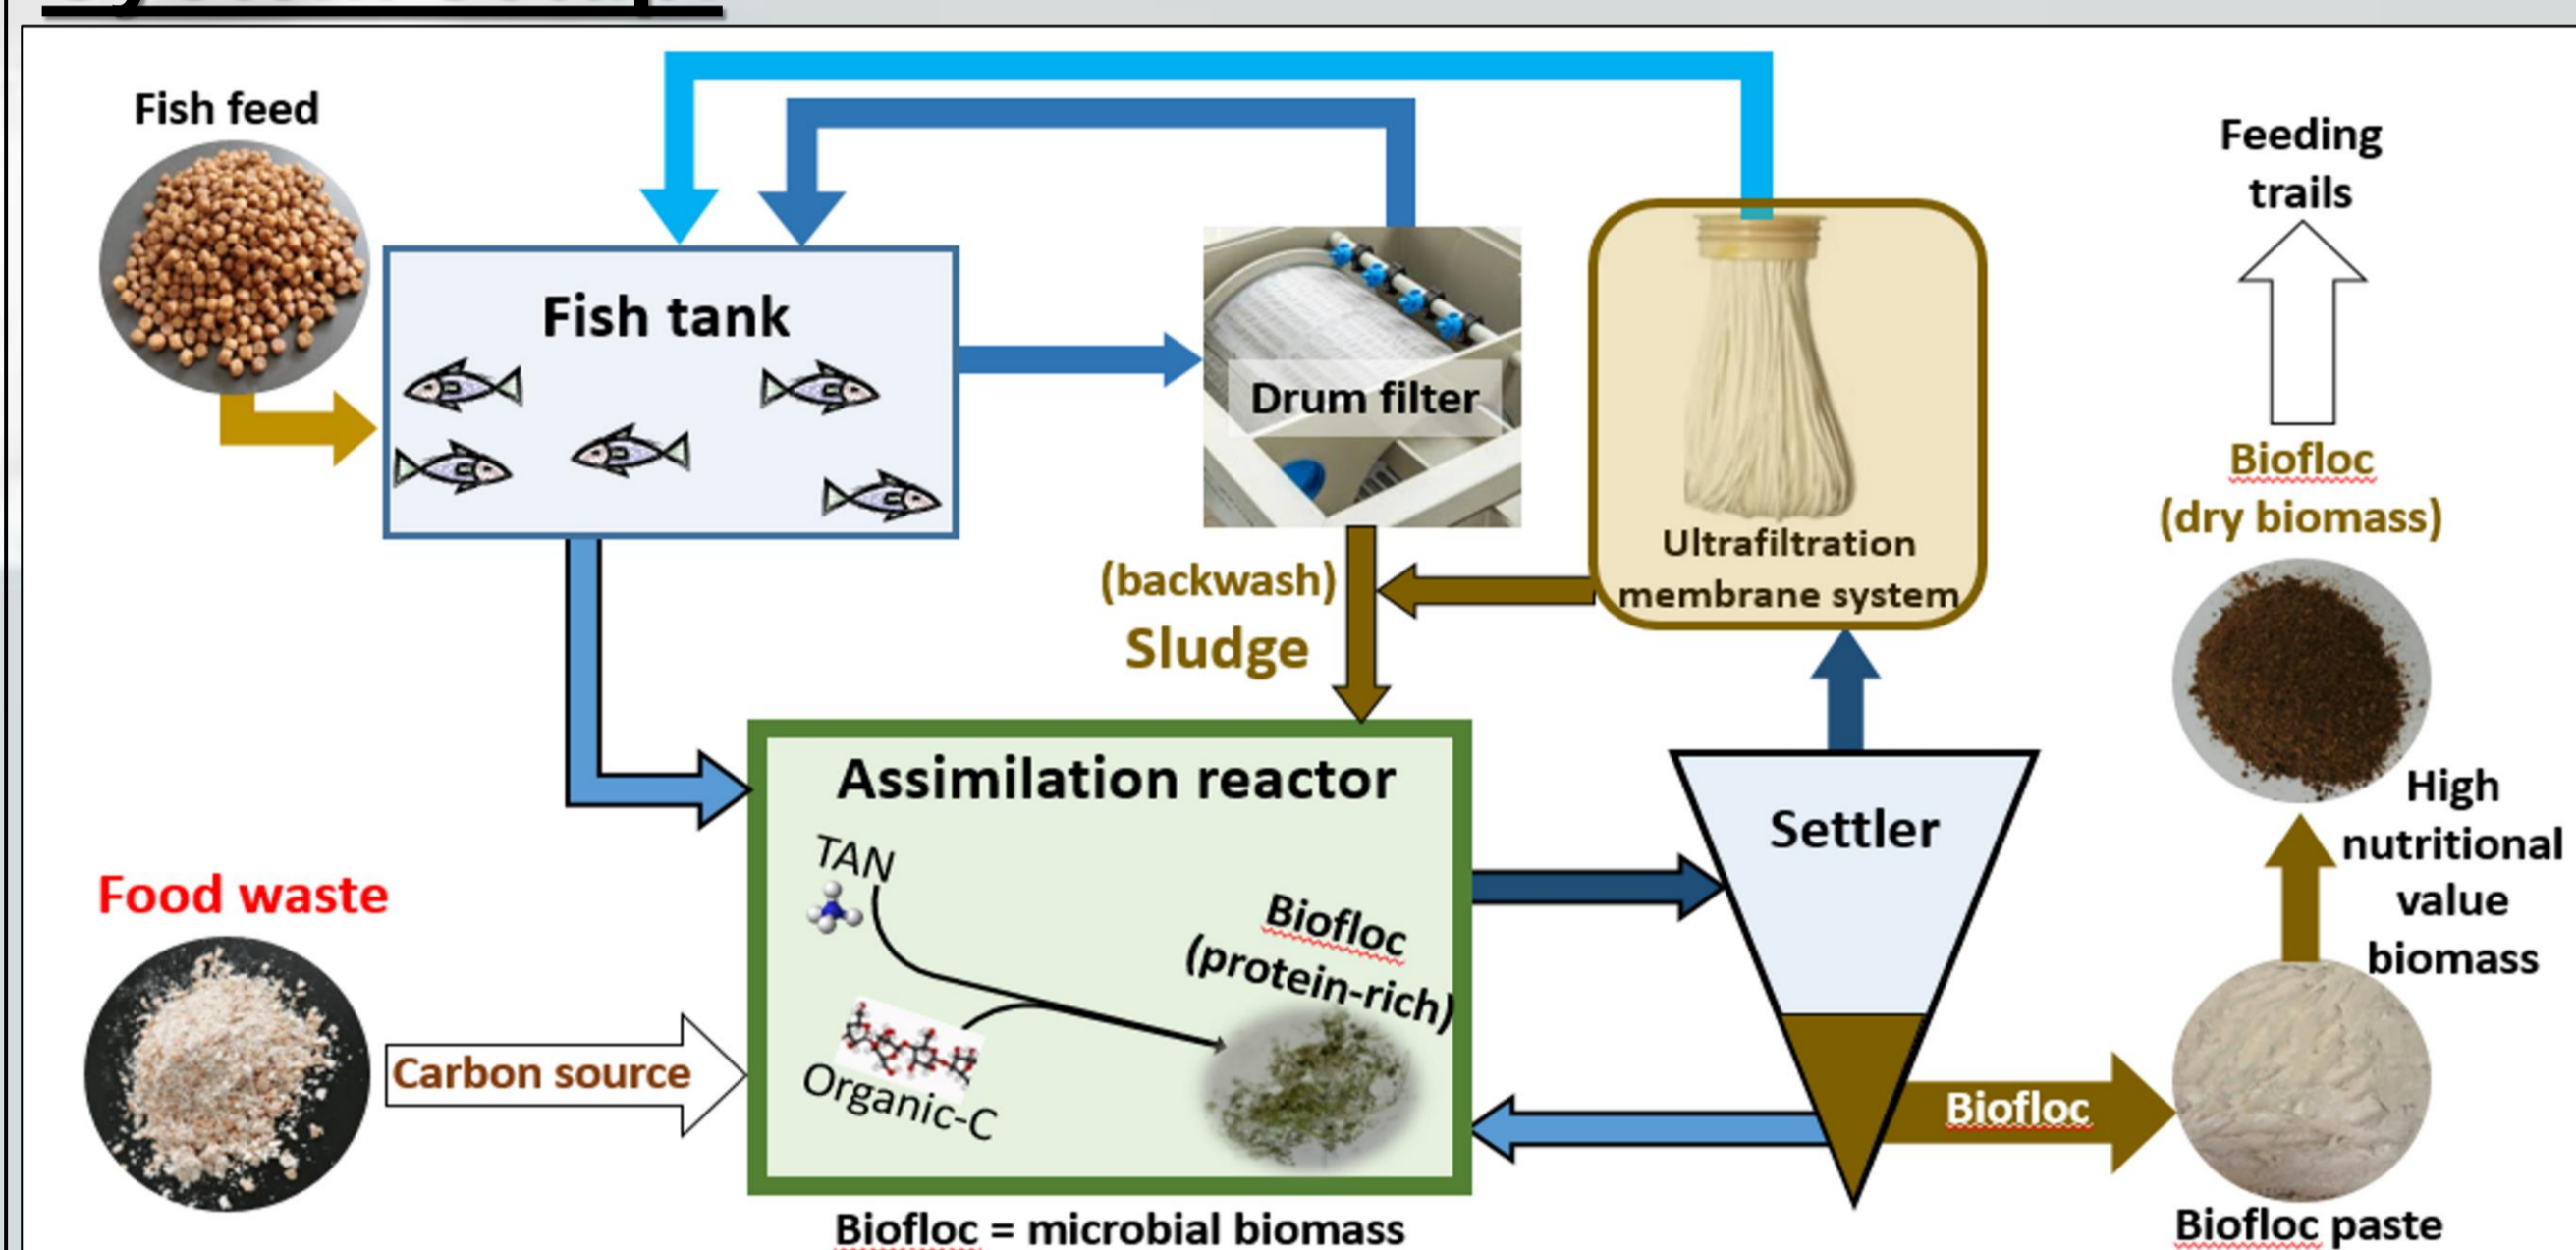 Fish feed
Fish tank
Drum filter
Ultrafiltration
membrane system
(backwash)
Sludge
Feeding
trails
Biofloc
(dry biomass)
High
nutritional
value
biomass
Food waste
Carbon source
Assimilation reactor
TAN
Organic-C
Biofloc
(protein-rich)
Settler
Biofloc
Biofloc paste
Biofloc = microbial biomass